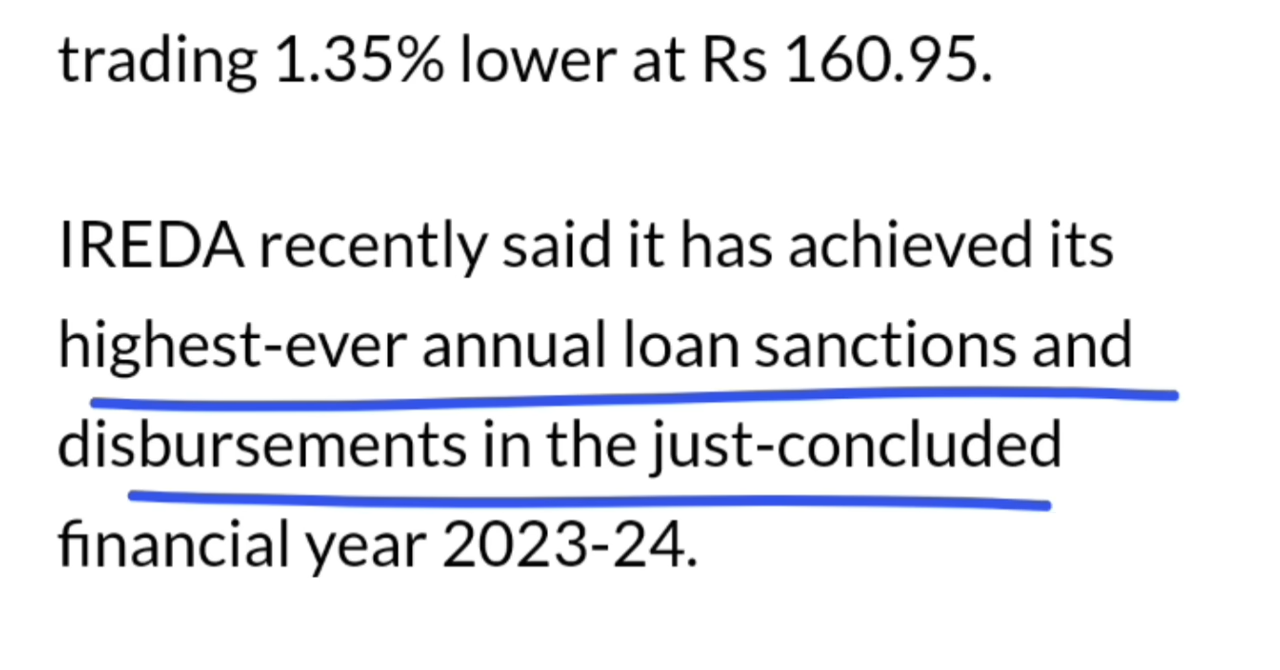 trading 1.35% lower at Rs 160.95.
IREDA recently said it has achieved its
highest-ever annual loan sanctions and
disbursements in the just-concluded
financial year 2023-24.